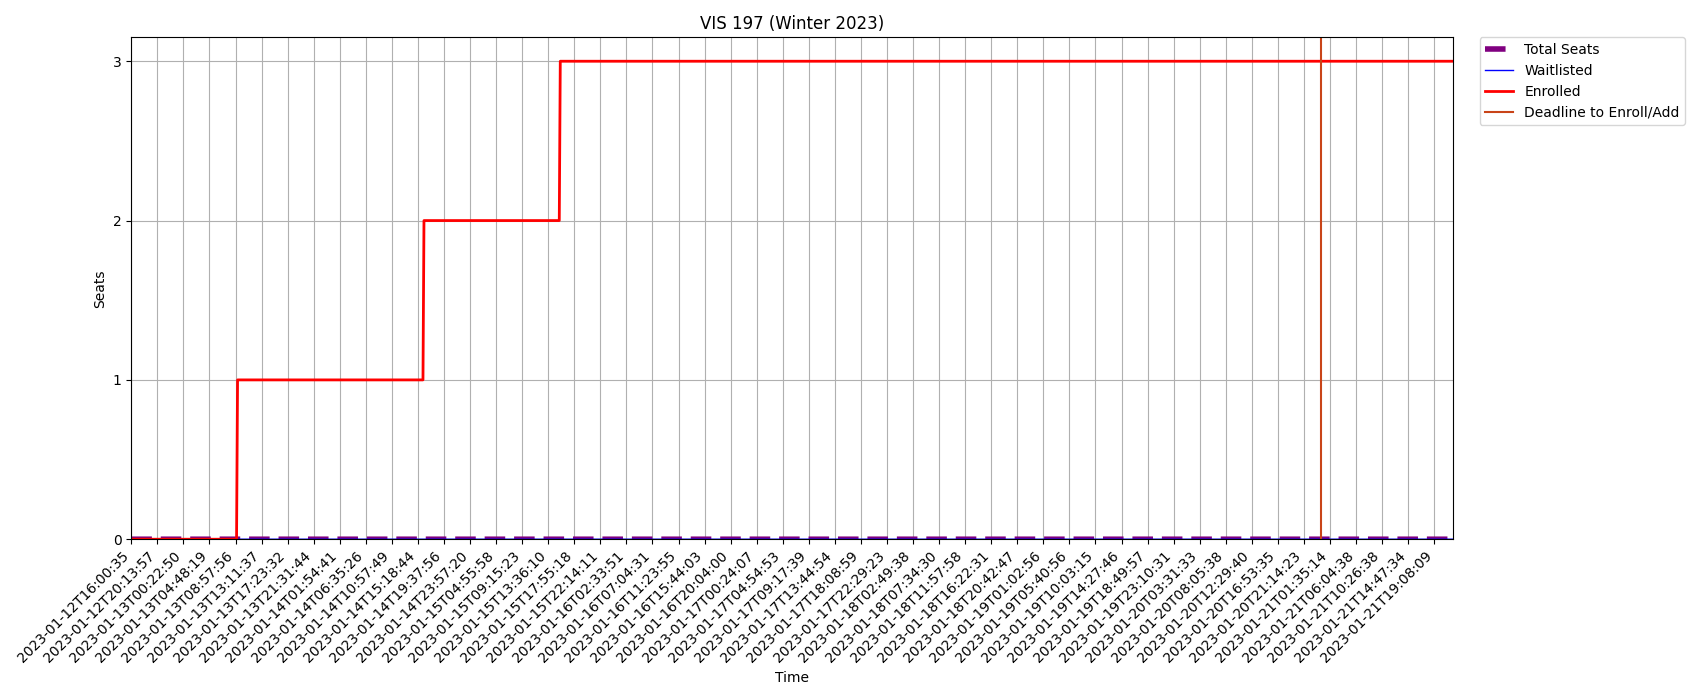 VIS 197 (Winter 2023)
Total Seats
Waitlisted
Enrolled
Deadline to Enroll/Add
Seats
3
2
1
0
2023-01-12T16:00:35
2023-01-12T20:13:57
2023-01-13T00:22:50
2023-01-13T04:48:19
2023-01-13T08:57:56
2023-01-13T13:11:37
2023-01-13T17:23:32
2023-01-13T21:31:44
2023-01-14T01:54:41
2023-01-14T06:35:26
2023-01-14T10:57:49
2023-01-14T15:18:44
2023-01-14T19:37:56
2023-01-14T23:57:20
2023-01-15T04:55:58
2023-01-15T09:15:23
2023-01-15T13:36:10
2023-01-15T17:55:18
2023-01-15T22:14:11
2023-01-16T02:33:51
2023-01-16T07:04:31
2023-01-16T11:23:55
2023-01-16T15:44:03
2023-01-16T20:04:00
2023-01-17T00:24:07
2023-01-17T04:54:53
2023-01-17T09:17:39
2023-01-17T13:44:54
2023-01-17T18:08:59
2023-01-17T22:29:23
2023-01-18T02:49:38
2023-01-18T07:34:30
2023-01-18T11:57:58
2023-01-18T16:22:31
2023-01-18T20:42:47
2023-01-19T01:02:56
2023-01-19T05:40:56
2023-01-19T10:03:15
2023-01-19T14:27:46
2023-01-19T18:49:57
2023-01-19T23:10:31
2023-01-20T03:31:33
2023-01-20T08:05:38
2023-01-20T12:29:40
2023-01-20T16:53:35
2023-01-20T21:14:23
2023-01-21T01:35:14
2023-01-21T06:04:38
2023-01-21T10:26:38
2023-01-21T14:47:34
2023-01-21T19:08:09
Time